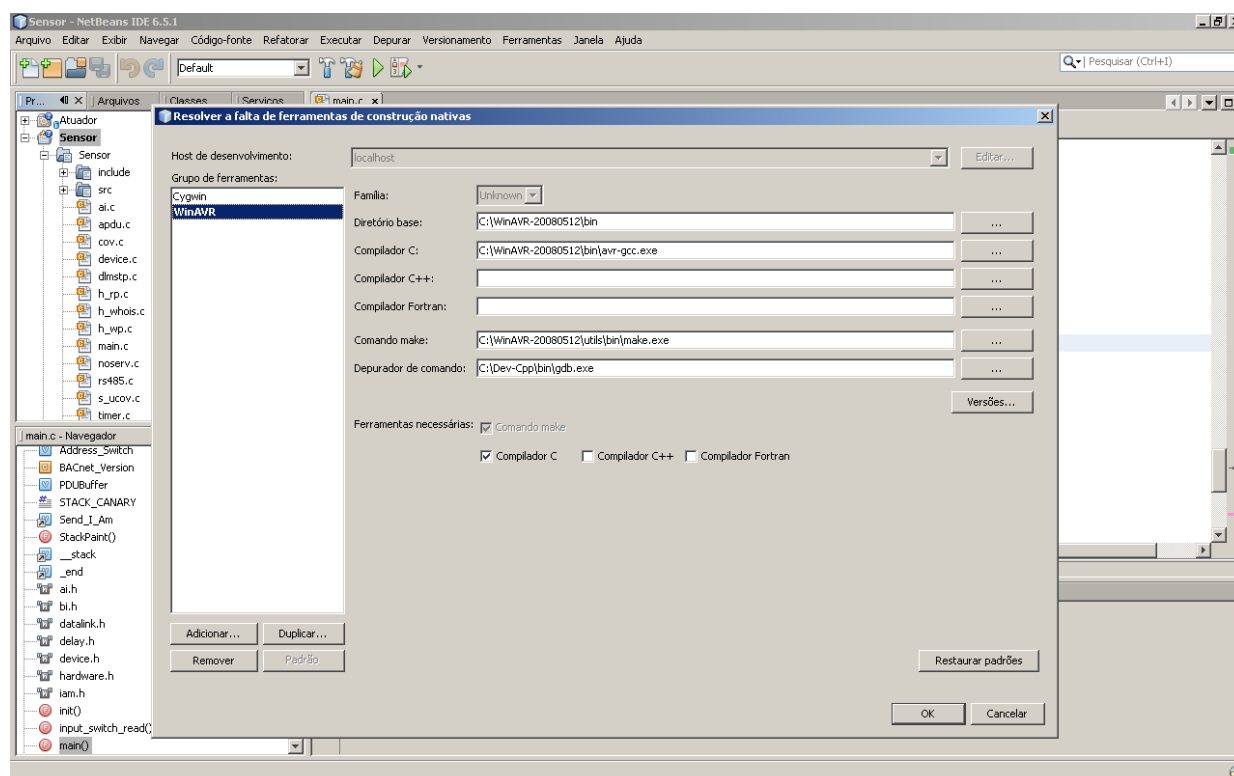 Sensor - NetBeans IDE 6.5.1
Arquivo Editar Exibir Navegar Código-fonte Refatorar Executar Depurar Versionamento Ferramentas Janela Ajuda
Default
Pesquisar (Ctrl+I)
Pr... Arquivos Classes Serviços main.c
Resolver a falta de ferramentas de construção nativas
Atuador
Sensor
Sensor
include
src
ai.c
apdu.c
cov.c
device.c
dlmstp.c
h_rp.c
h_whois.c
h_wp.c
main.c
noserv.c
rs485.c
s_ucov.c
timer.c
main.c - Navegador
Address_Switch
BACnet_Version
PDUBuffer
STACK_CANARY
Send_I_Am
StackPaint()
__stack
_end
ai.h
bi.h
datalink.h
delay.h
device.h
hardware.h
iam.h
init()
input_switch_read()
main()
Host de desenvolvimento: localhost Editar...
Grupo de ferramentas:
Cygwin
WinAVR
Família: Unknown
Diretório base: C:\WinAVR-20080512\bin ...
Compilador C: C:\WinAVR-20080512\bin\avr-gcc.exe ...
Compilador C++: ...
Compilador Fortran: ...
Comando make: C:\WinAVR-20080512\utils\bin\make.exe ...
Depurador de comando: C:\Dev-Cpp\bin\gdb.exe ...
Versões...
Ferramentas necessárias: Comando make
Compilador C Compilador C++ Compilador Fortran
Adicionar... Duplicar...
Remover Padrão
Restaurar padrões
OK Cancelar